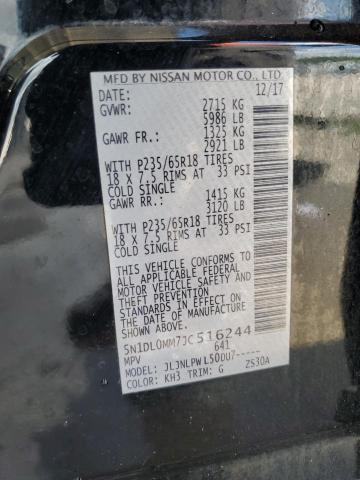 MFD BY NISSAN MOTOR CO., LTD.
DATE: 12/17
GVWR: 2715 KG
5986 LB
GAWR FR.: 1325 KG
2921 LB
WITH P235/65R18 TIRES
18 X 7.5 RIMS AT 33 PSI
COLD SINGLE
GAWR RR.: 1415 KG
3120 LB
WITH P235/65R18 TIRES
18 X 7.5 RIMS AT 33 PSI
COLD SINGLE
THIS VEHICLE CONFORMS TO
ALL APPLICABLE FEDERAL
MOTOR VEHICLE SAFETY AND
THEFT PREVENTION
STANDARDS IN EFFECT ON
THE DATE OF MANUFACTURE
SHOWN ABOVE.
5N1DL0MM7JC516244
MPV 641
MODEL: JLJNLPWL50DU7-----
COLOR: KH3 TRIM: G Z530A